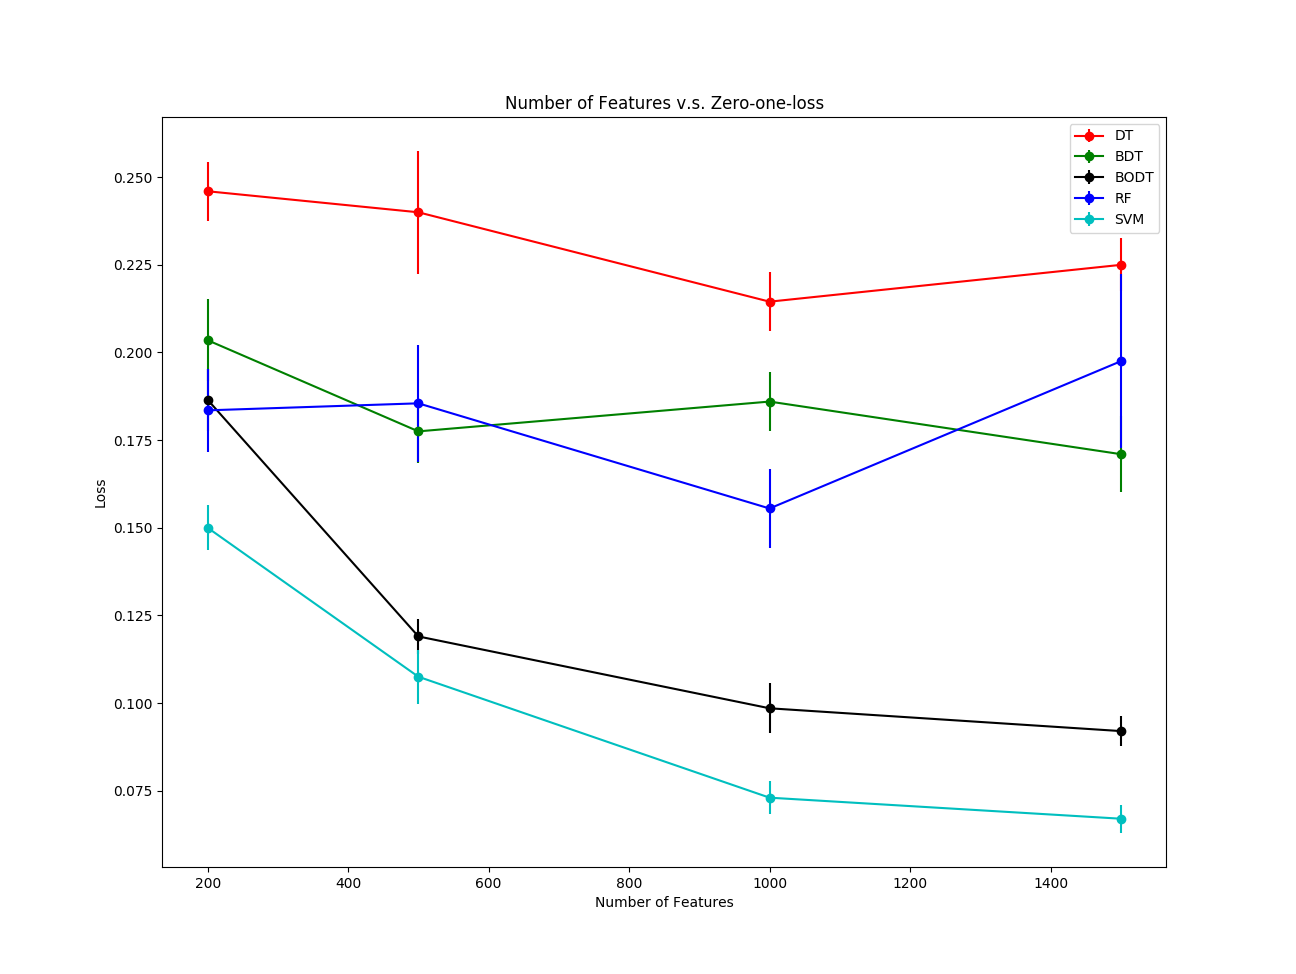 Number of Features v.s. Zero-one-loss
DT
BDT
BODT
RF
SVM
0.250
0.225
0.200
0.175
0.150
0.125
0.100
0.075
Loss
200 400 600 800 1000 1200 1400
Number of Features